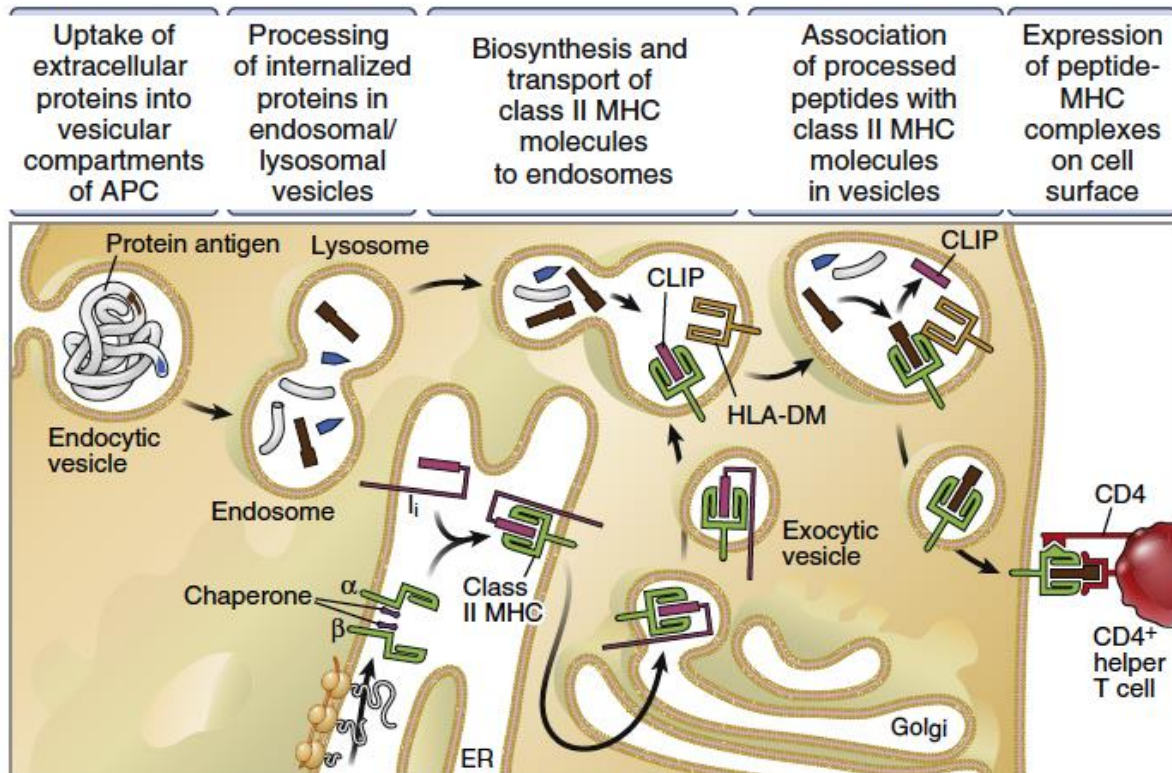 Uptake of
extracellular
proteins into
vesicular
compartments
of APC
Processing
of internalized
proteins in
endosomal/
lysosomal
vesicles
Biosynthesis and
transport of
class II MHC
molecules
to endosomes
Association
of processed
peptides with
class II MHC
molecules
in vesicles
Expression
of peptide-
MHC
complexes
on cell
surface
Protein antigen
Lysosome
CLIP
CLIP
HLA-DM
Endocytic
vesicle
Endosome
Ii
Class
II MHC
Exocytic
vesicle
CD4
α
Chaperone
β
CD4+
helper
T cell
Golgi
ER